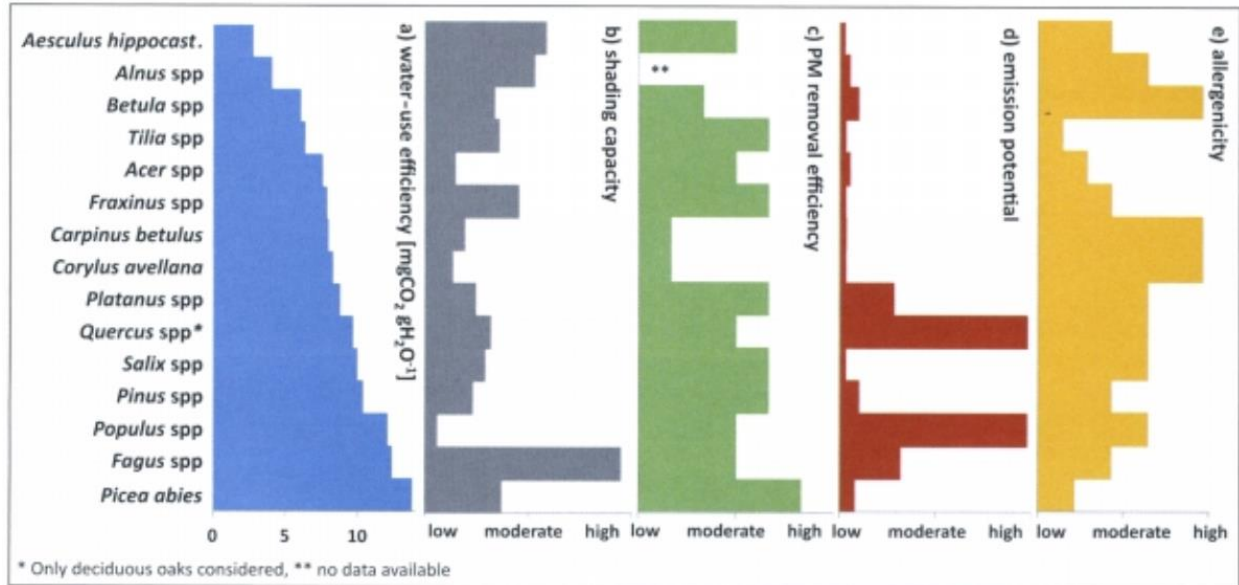 Aesculus hippocast.
Alnus spp
Betula spp
Tilia spp
Acer spp
Fraxinus spp
Carpinus betulus
Corylus avellana
Platanus spp
Quercus spp*
Salix spp
Pinus spp
Populus spp
Fagus spp
Picea abies
a) water-use efficiency [mgCO₂ gH₂O⁻¹]
b) shading capacity
**
c) PM removal efficiency
d) emission potential
e) allergenicity
0 5 10
low moderate high
low moderate high
low moderate high
low moderate high
* Only deciduous oaks considered, ** no data available